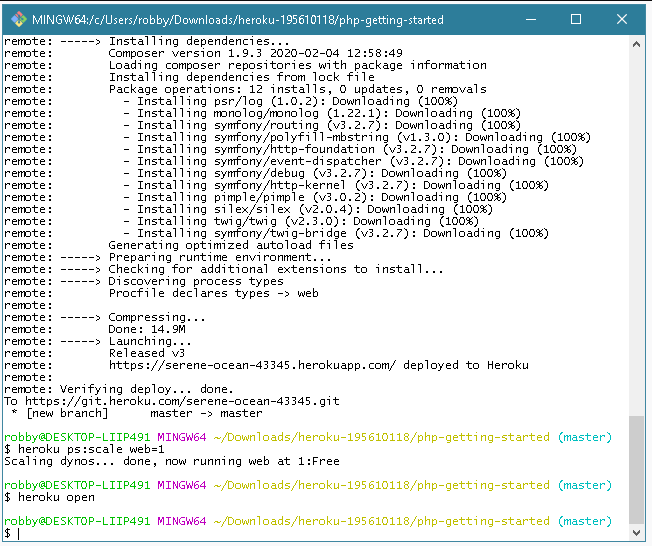 MINGW64:/c/Users/robby/Downloads/heroku-195610118/php-getting-started
remote: -----> Installing dependencies...
remote:        Composer version 1.9.3 2020-02-04 12:58:49
remote:        Loading composer repositories with package information
remote:        Installing dependencies from lock file
remote:        Package operations: 12 installs, 0 updates, 0 removals
remote:          - Installing psr/log (1.0.2): Downloading (100%)
remote:          - Installing monolog/monolog (1.22.1): Downloading (100%)
remote:          - Installing symfony/routing (v3.2.7): Downloading (100%)
remote:          - Installing symfony/polyfill-mbstring (v1.3.0): Downloading (100%)
remote:          - Installing symfony/http-foundation (v3.2.7): Downloading (100%)
remote:          - Installing symfony/event-dispatcher (v3.2.7): Downloading (100%)
remote:          - Installing symfony/debug (v3.2.7): Downloading (100%)
remote:          - Installing symfony/http-kernel (v3.2.7): Downloading (100%)
remote:          - Installing pimple/pimple (v3.0.2): Downloading (100%)
remote:          - Installing silex/silex (v2.0.4): Downloading (100%)
remote:          - Installing twig/twig (v2.3.0): Downloading (100%)
remote:          - Installing symfony/twig-bridge (v3.2.7): Downloading (100%)
remote:        Generating optimized autoload files
remote: -----> Preparing runtime environment...
remote: -----> Checking for additional extensions to install...
remote: -----> Discovering process types
remote:        Procfile declares types -> web
remote:
remote: -----> Compressing...
remote:        Done: 14.9M
remote: -----> Launching...
remote:        Released v3
remote:        https://serene-ocean-43345.herokuapp.com/ deployed to Heroku
remote:
remote: Verifying deploy... done.
To https://git.heroku.com/serene-ocean-43345.git
 * [new branch]      master -> master
robby@DESKTOP-LIIP491 MINGW64 ~/Downloads/heroku-195610118/php-getting-started (master)
$ heroku ps:scale web=1
Scaling dynos... done, now running web at 1:Free
robby@DESKTOP-LIIP491 MINGW64 ~/Downloads/heroku-195610118/php-getting-started (master)
$ heroku open
robby@DESKTOP-LIIP491 MINGW64 ~/Downloads/heroku-195610118/php-getting-started (master)
$